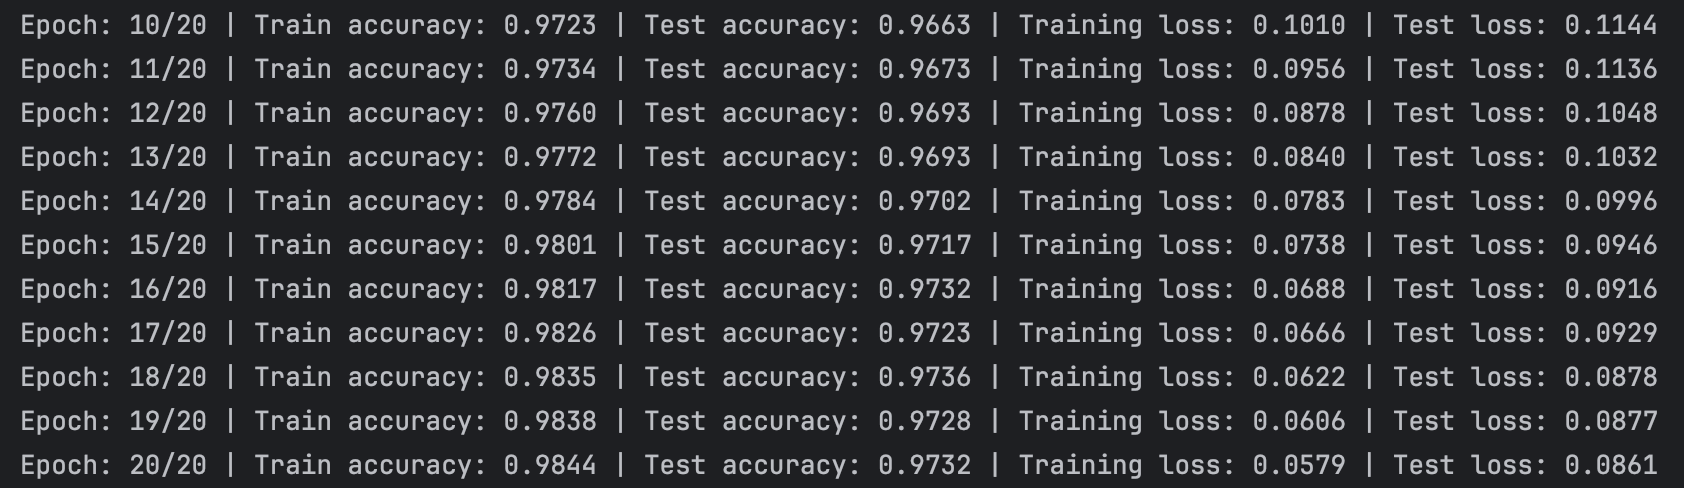 Epoch: 10/20 | Train accuracy: 0.9723 | Test accuracy: 0.9663 | Training loss: 0.1010 | Test loss: 0.1144
Epoch: 11/20 | Train accuracy: 0.9734 | Test accuracy: 0.9673 | Training loss: 0.0956 | Test loss: 0.1136
Epoch: 12/20 | Train accuracy: 0.9760 | Test accuracy: 0.9693 | Training loss: 0.0878 | Test loss: 0.1048
Epoch: 13/20 | Train accuracy: 0.9772 | Test accuracy: 0.9693 | Training loss: 0.0840 | Test loss: 0.1032
Epoch: 14/20 | Train accuracy: 0.9784 | Test accuracy: 0.9702 | Training loss: 0.0783 | Test loss: 0.0996
Epoch: 15/20 | Train accuracy: 0.9801 | Test accuracy: 0.9717 | Training loss: 0.0738 | Test loss: 0.0946
Epoch: 16/20 | Train accuracy: 0.9817 | Test accuracy: 0.9732 | Training loss: 0.0688 | Test loss: 0.0916
Epoch: 17/20 | Train accuracy: 0.9826 | Test accuracy: 0.9723 | Training loss: 0.0666 | Test loss: 0.0929
Epoch: 18/20 | Train accuracy: 0.9835 | Test accuracy: 0.9736 | Training loss: 0.0622 | Test loss: 0.0878
Epoch: 19/20 | Train accuracy: 0.9838 | Test accuracy: 0.9728 | Training loss: 0.0606 | Test loss: 0.0877
Epoch: 20/20 | Train accuracy: 0.9844 | Test accuracy: 0.9732 | Training loss: 0.0579 | Test loss: 0.0861